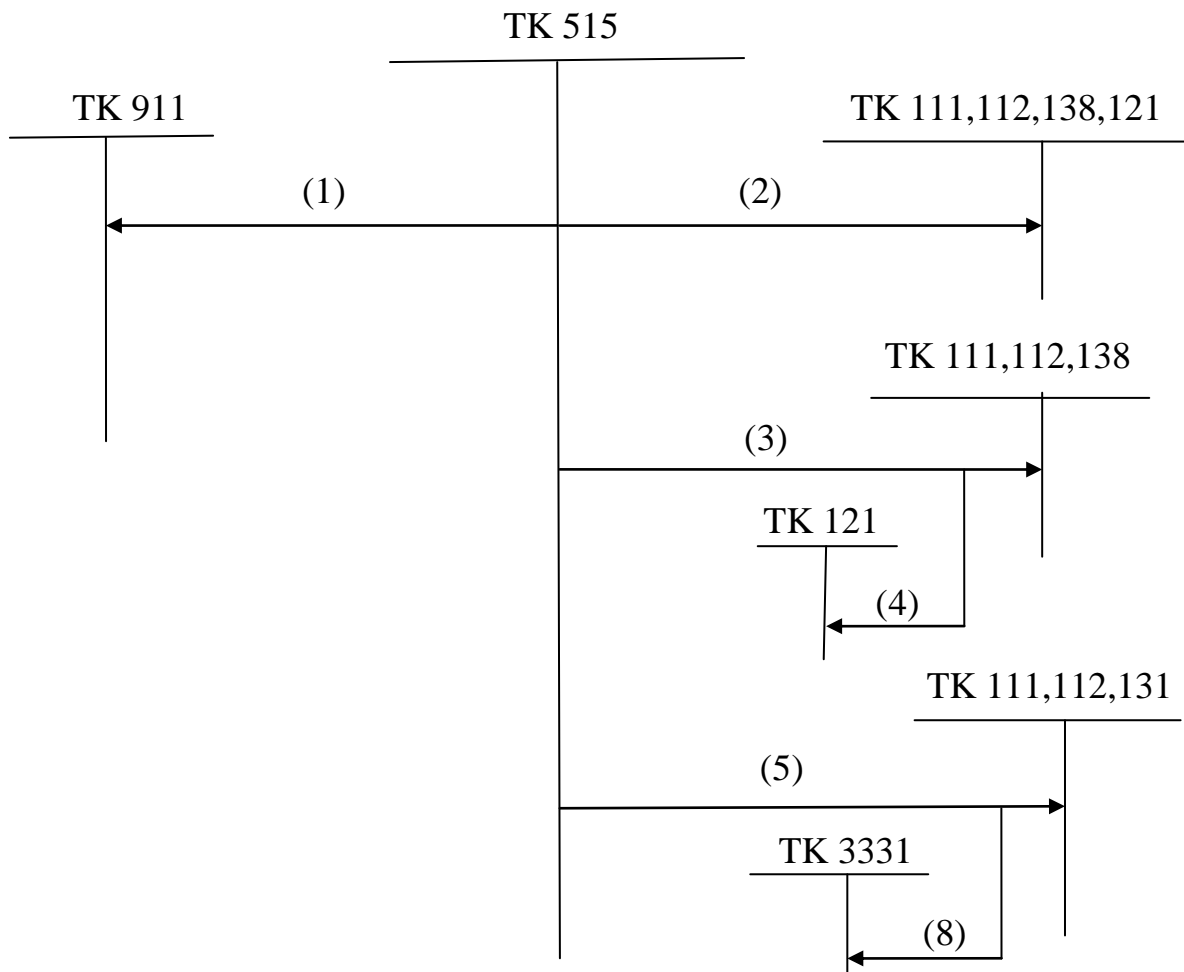 TK 515
TK 911
TK 111,112,138,121
(1)
(2)
TK 111,112,138
(3)
TK 121
(4)
TK 111,112,131
(5)
TK 3331
(8)